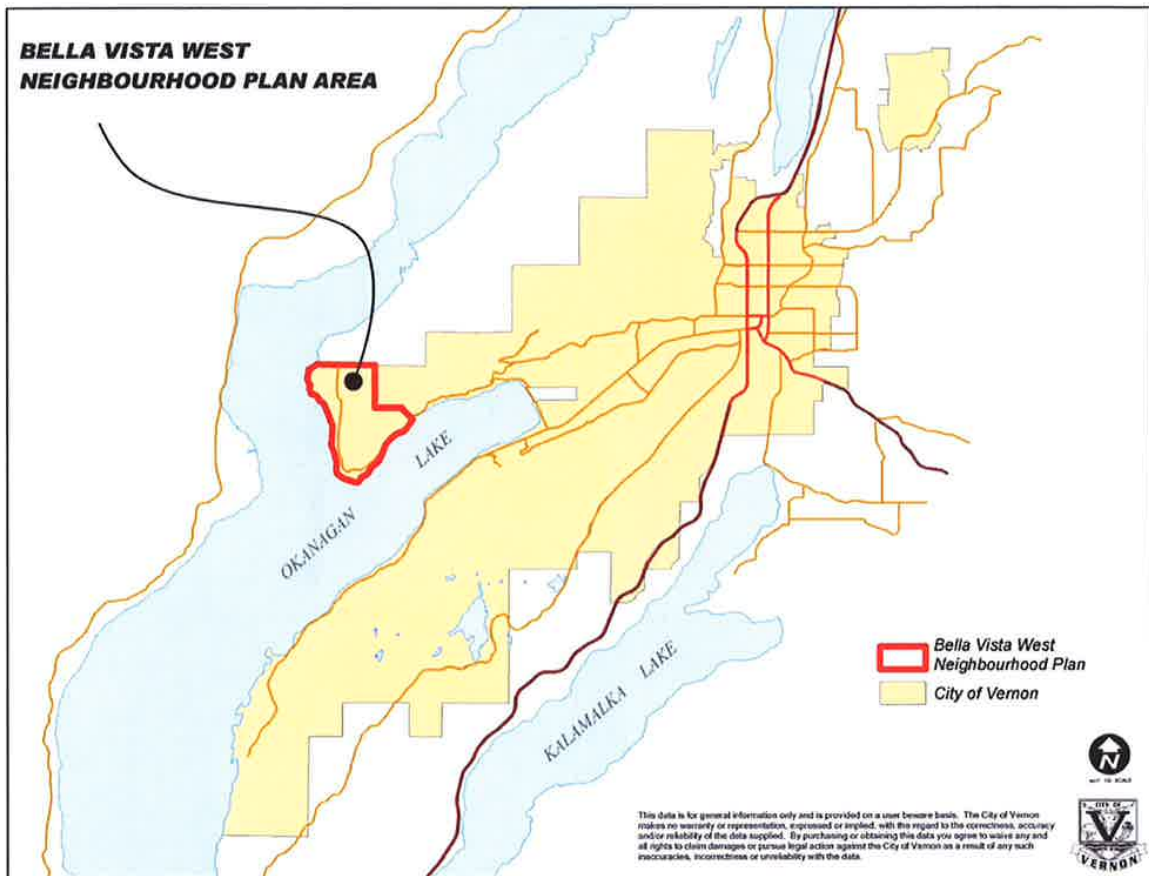 BELLA VISTA WEST
NEIGHBOURHOOD PLAN AREA
OKANAGAN LAKE
KALAMALKA LAKE
Bella Vista West
Neighbourhood Plan
City of Vernon
N
NOT TO SCALE
This data is for general information only and is provided on a user beware basis. The City of Vernon
makes no warranty or representation, expressed or implied, with the regard to the correctness, accuracy
and/or reliability of the data supplied. By purchasing or obtaining this data you agree to waive any and
all rights to claim damages or pursue legal action against the City of Vernon as a result of any such
inaccuracies, incorrectness or unreliability with the data.
CITY OF
V
VERNON